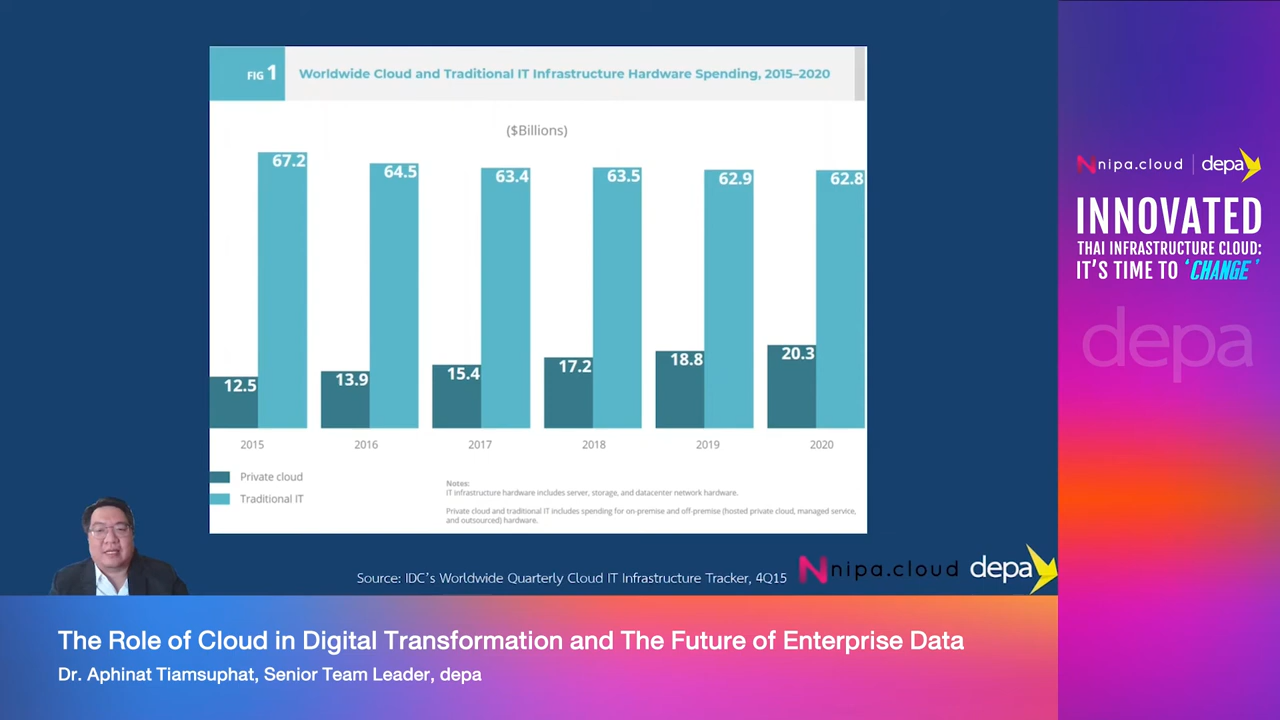 FIG 1
Worldwide Cloud and Traditional IT Infrastructure Hardware Spending, 2015–2020
($Billions)
67.2
64.5
63.4
63.5
62.9
62.8
12.5
13.9
15.4
17.2
18.8
20.3
2015
2016
2017
2018
2019
2020
Private cloud
Traditional IT
Notes:
IT infrastructure hardware includes server, storage, and datacenter network hardware.
Private cloud and traditional IT includes spending for on-premise and off-premise (hosted private cloud, managed service,
and outsourced) hardware.
Source: IDC's Worldwide Quarterly Cloud IT Infrastructure Tracker, 4Q15
nipa.cloud depa
The Role of Cloud in Digital Transformation and The Future of Enterprise Data
Dr. Aphinat Tiamsuphat, Senior Team Leader, depa
nipa.cloud | depa
INNOVATED
THAI INFRASTRUCTURE CLOUD:
IT'S TIME TO 'CHANGE'
depa